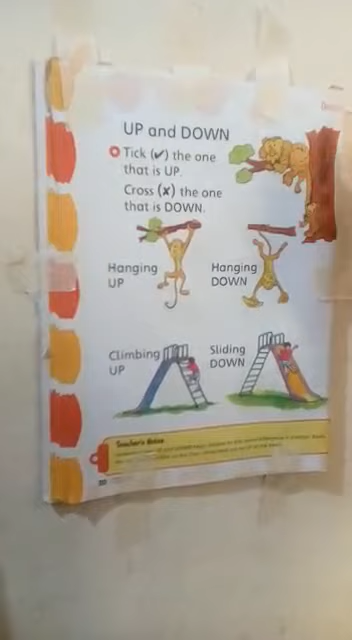 UP and DOWN
Tick (✔) the one
that is UP.
Cross (✘) the one
that is DOWN.
Hanging
UP
Hanging
DOWN
Climbing
UP
Sliding
DOWN
Teacher's Notes